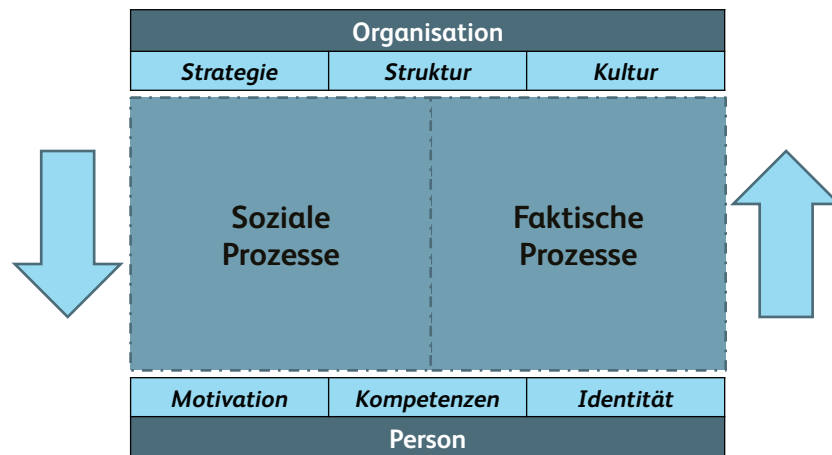 Organisation
Strategie Struktur Kultur
Soziale Faktische
Prozesse Prozesse
Motivation Kompetenzen Identität
Person